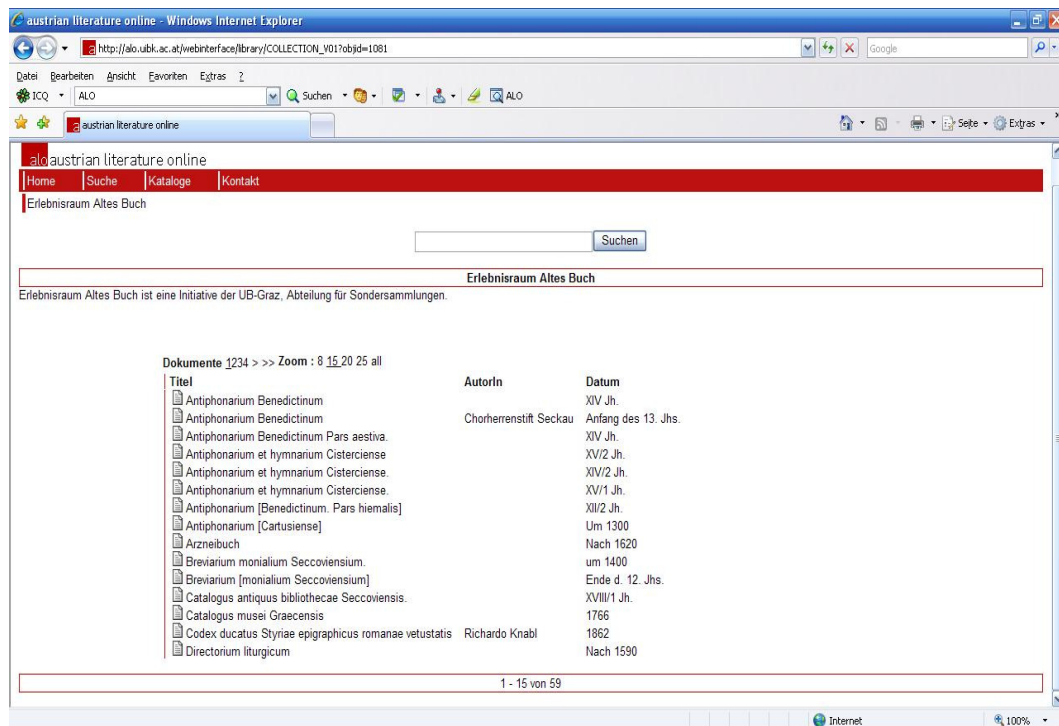 austrian literature online - Windows Internet Explorer
http://alo.uibk.ac.at/webinterface/library/COLLECTION_V01?objid=1081
Google
Datei Bearbeiten Ansicht Favoriten Extras ?
ICQ ALO Suchen ALO
austrian literature online Seite Extras
alo austrian literature online
Home Suche Kataloge Kontakt
Erlebnisraum Altes Buch
Suchen
Erlebnisraum Altes Buch
Erlebnisraum Altes Buch ist eine Initiative der UB-Graz, Abteilung für Sondersammlungen.
Dokumente 1234 > >> Zoom : 8 15 20 25 all
Titel AutorIn Datum
Antiphonarium Benedictinum XIV Jh.
Antiphonarium Benedictinum Chorherrenstift Seckau Anfang des 13. Jhs.
Antiphonarium Benedictinum Pars aestiva. XIV Jh.
Antiphonarium et hymnarium Cisterciense XV/2 Jh.
Antiphonarium et hymnarium Cisterciense. XIV/2 Jh.
Antiphonarium et hymnarium Cisterciense. XV/1 Jh.
Antiphonarium [Benedictinum. Pars hiemalis] XII/2 Jh.
Antiphonarium [Cartusiense] Um 1300
Arzneibuch Nach 1620
Breviarium monialium Seccoviensium. um 1400
Breviarium [monialium Seccoviensium] Ende d. 12. Jhs.
Catalogus antiquus bibliothecae Seccoviensis. XVIII/1 Jh.
Catalogus musei Graecensis 1766
Codex ducatus Styriae epigraphicus romanae vetustatis Richardo Knabl 1862
Directorium liturgicum Nach 1590
1 - 15 von 59
Internet 100%